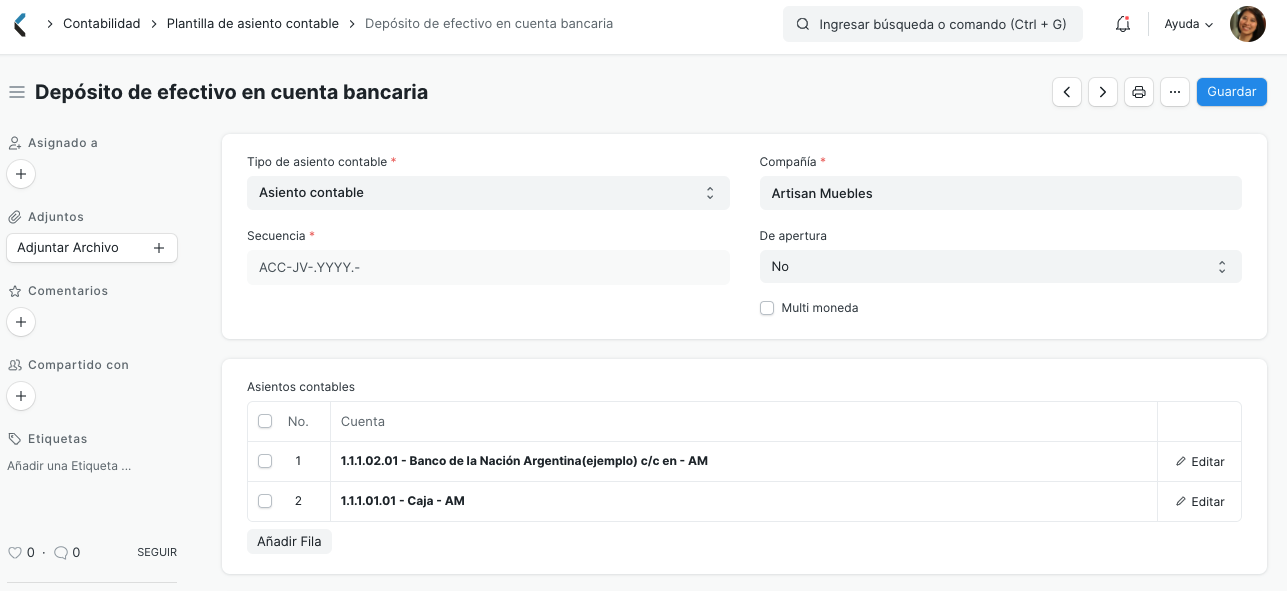 Contabilidad
Plantilla de asiento contable
Depósito de efectivo en cuenta bancaria
Ingresar búsqueda o comando (Ctrl + G)
Ayuda
Depósito de efectivo en cuenta bancaria
Guardar
Asignado a
Adjuntos
Adjuntar Archivo
Comentarios
Compartido con
Etiquetas
Añadir una Etiqueta ...
0 · 0 SEGUIR
Tipo de asiento contable *
Asiento contable
Secuencia *
ACC-JV-.YYYY.-
Compañía *
Artisan Muebles
De apertura
No
Multi moneda
Asientos contables
No. Cuenta
1 1.1.1.02.01 - Banco de la Nación Argentina(ejemplo) c/c en - AM Editar
2 1.1.1.01.01 - Caja - AM Editar
Añadir Fila